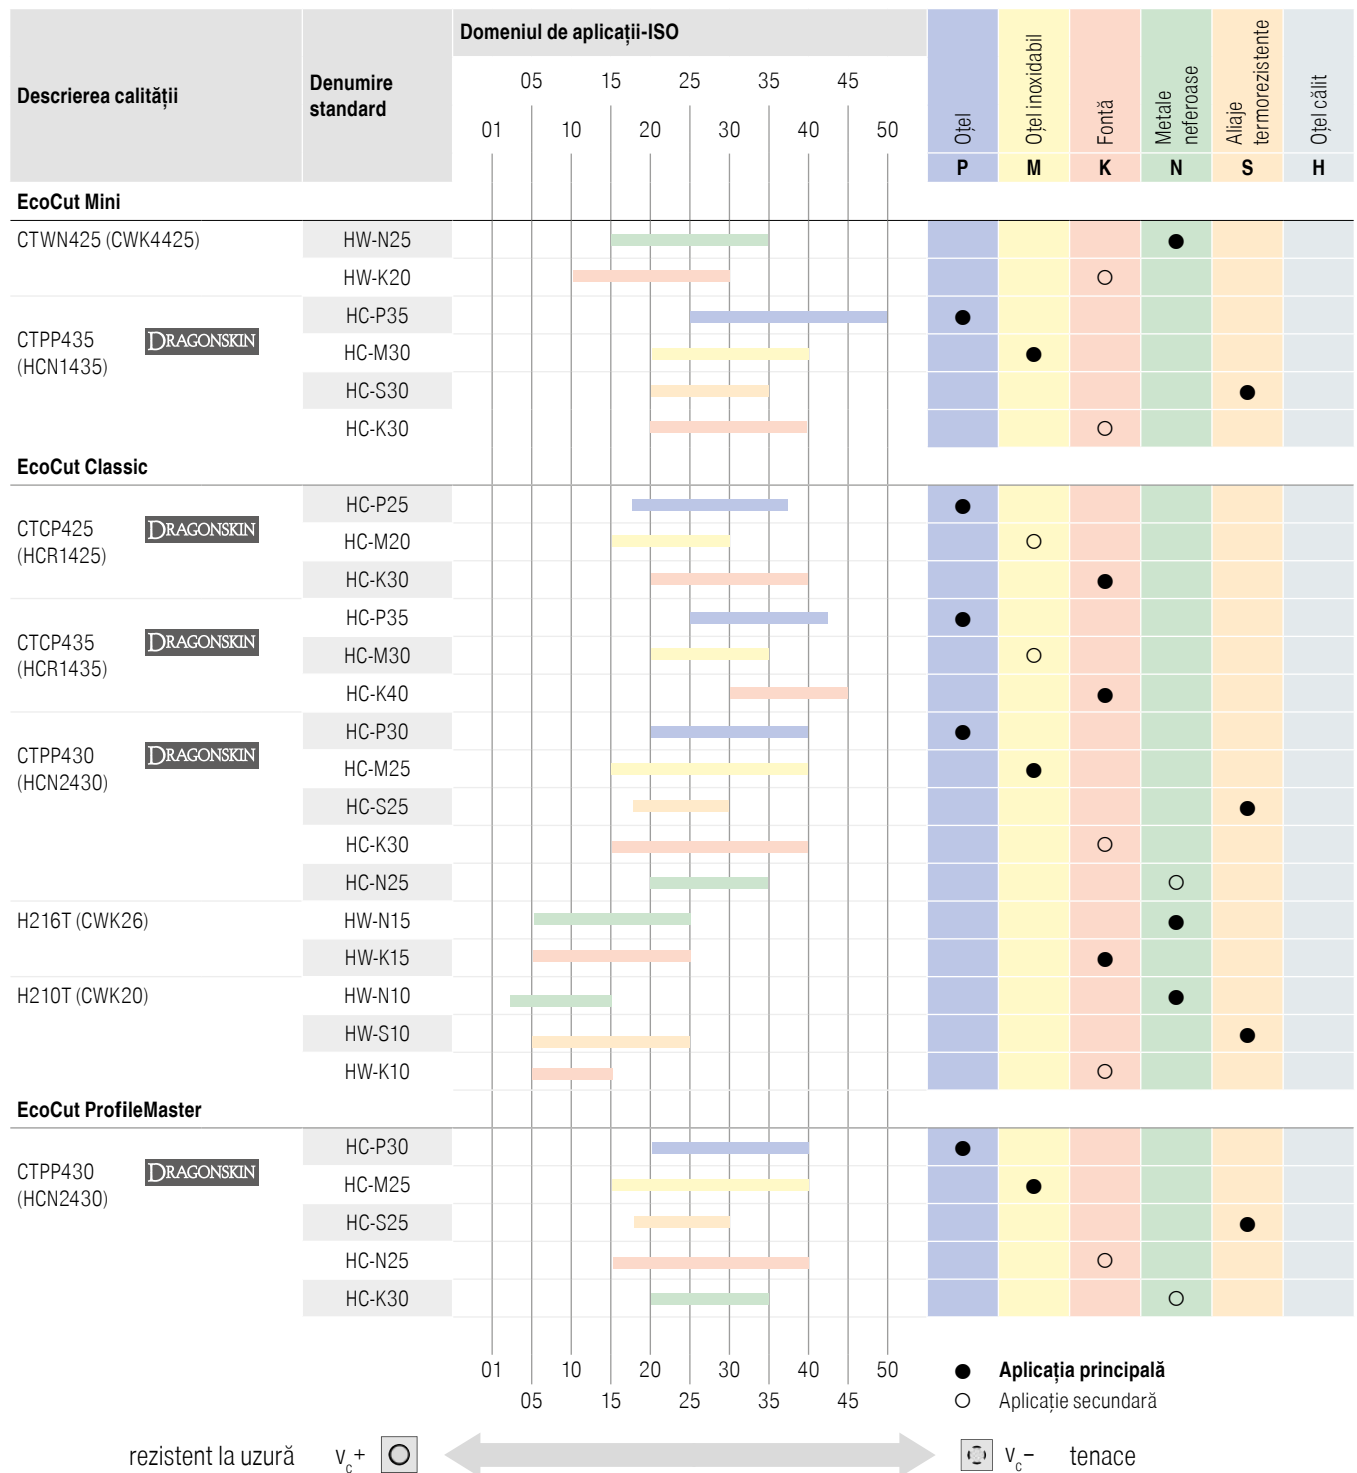 Descrierea calității
Denumire standard
Domeniul de aplicații-ISO
05 15 25 35 45
01 10 20 30 40 50
Oțel
Oțel inoxidabil
Fontă
Metale neferoase
Aliaje termorezistente
Oțel călit
P M K N S H
EcoCut Mini
CTWN425 (CWK4425) HW-N25
HW-K20
CTPP435 (HCN1435) DRAGONSKIN
HC-P35
HC-M30
HC-S30
HC-K30
EcoCut Classic
CTCP425 (HCR1425) DRAGONSKIN
HC-P25
HC-M20
HC-K30
CTCP435 (HCR1435) DRAGONSKIN
HC-P35
HC-M30
HC-K40
CTPP430 (HCN2430) DRAGONSKIN
HC-P30
HC-M25
HC-S25
HC-K30
HC-N25
H216T (CWK26) HW-N15
HW-K15
H210T (CWK20) HW-N10
HW-S10
HW-K10
EcoCut ProfileMaster
CTPP430 (HCN2430) DRAGONSKIN
HC-P30
HC-M25
HC-S25
HC-N25
HC-K30
01 10 20 30 40 50
05 15 25 35 45
● Aplicația principală
○ Aplicație secundară
rezistent la uzură vc+
vc− tenace